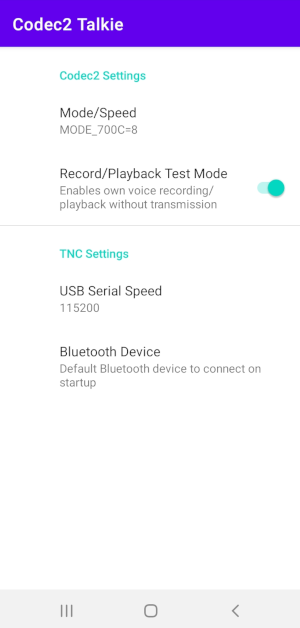 Codec2 Talkie
Codec2 Settings
Mode/Speed
MODE_700C=8
Record/Playback Test Mode
Enables own voice recording/
playback without transmission
TNC Settings
USB Serial Speed
115200
Bluetooth Device
Default Bluetooth device to connect on
startup